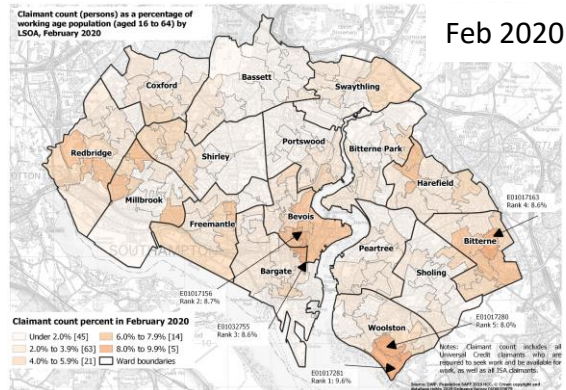 Claimant count (persons) as a percentage of
working age population (aged 16 to 64) by
LSOA, February 2020
Feb 2020
Bassett
Swaythling
Coxford
Portswood
Bitterne Park
Redbridge
Shirley
Harefield
Millbrook
E01017163
Rank 4: 8.6%
Freemantle
Bevois
Bitterne
Peartree
SOUTHAMPTON
Bargate
Sholing
E01017156
Rank 2: 8.7%
E01032755
Rank 3: 8.6%
E01017280
Rank 5: 8.0%
Woolston
E01017281
Rank 1: 9.6%
Claimant count percent in February 2020
Under 2.0% [45]
2.0% to 3.9% [63]
4.0% to 5.9% [21]
6.0% to 7.9% [14]
8.0% to 9.9% [5]
Ward boundaries
Notes: Claimant count includes all
Universal Credit claimants who are
required to seek work and be available for
work, as well as all JSA claimants.